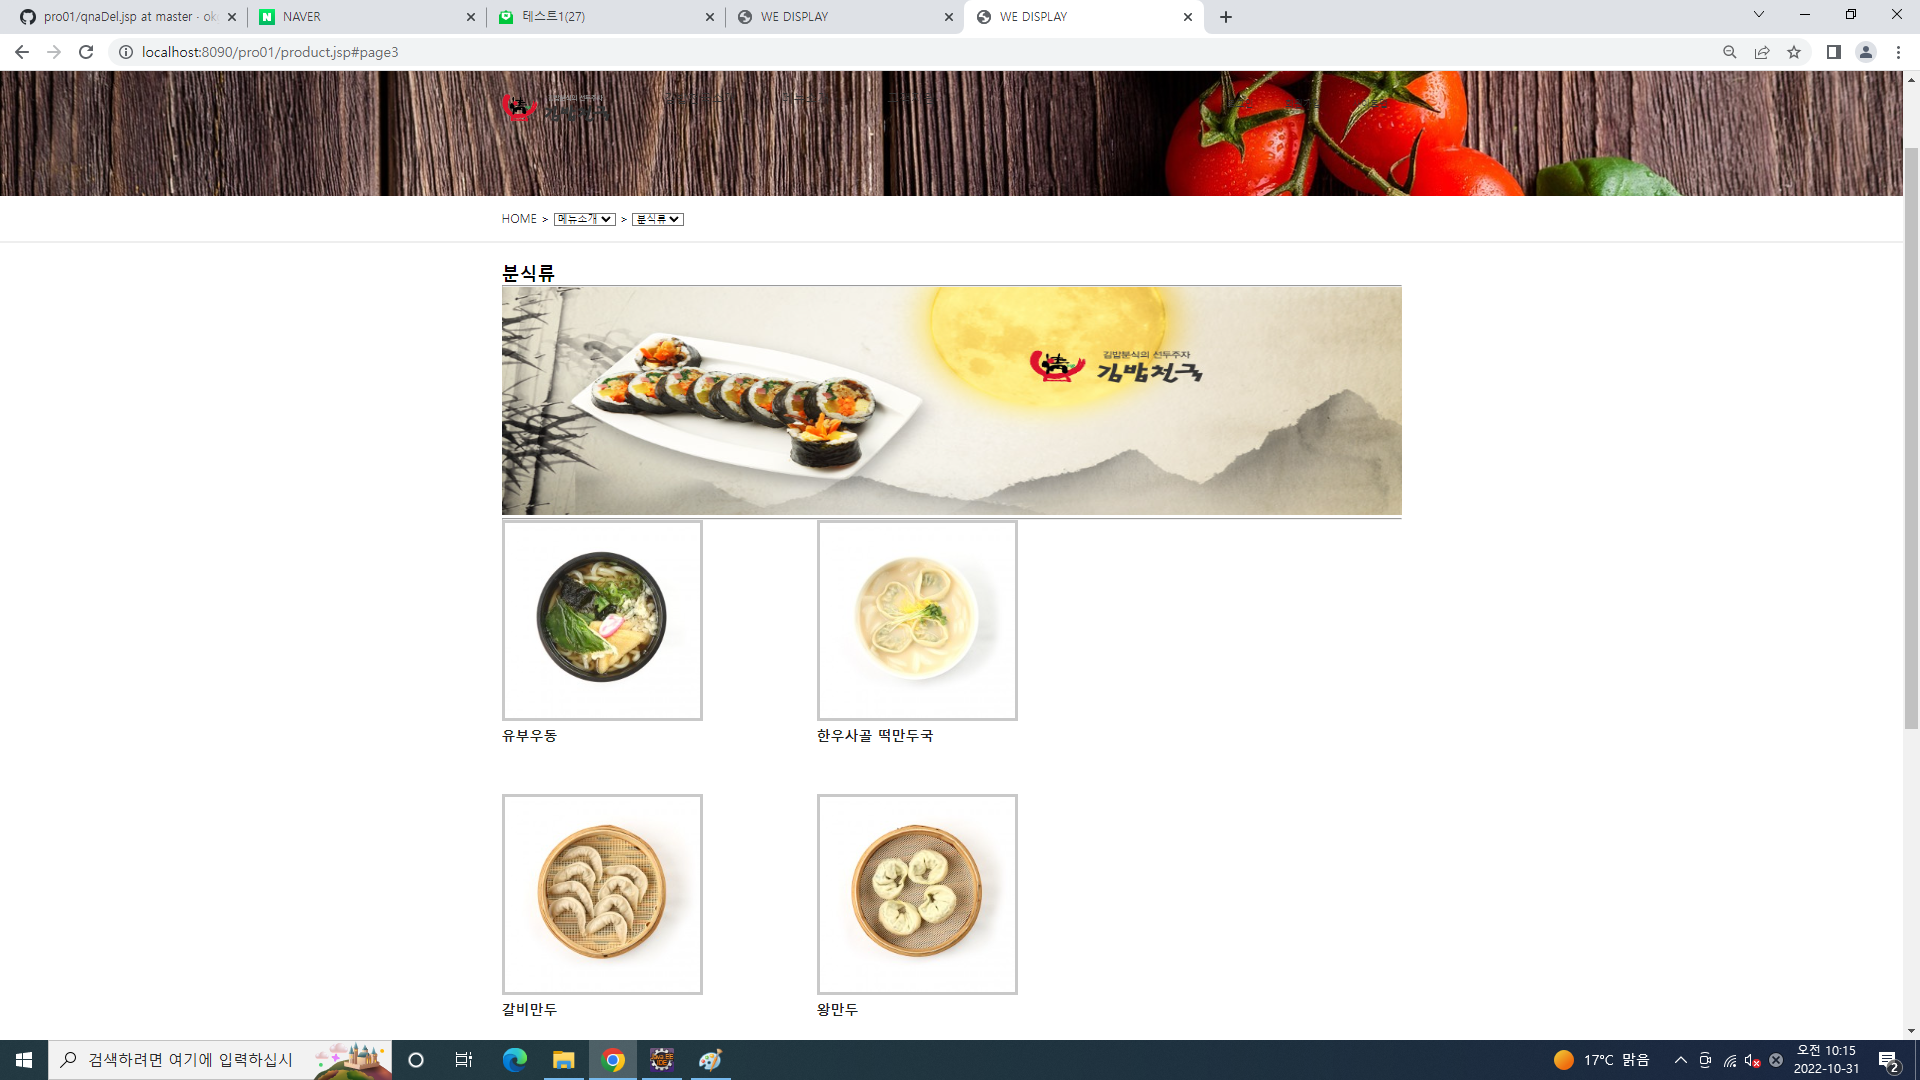 pro01/qnaDel.jsp at master · ok
NAVER
테스트1(27)
WE DISPLAY
WE DISPLAY
localhost:8090/pro01/product.jsp#page3
김밥천국
HOME > 메뉴소개 > 분식류
분식류
김밥분식의 선두주자
김밥천국
유부우동
한우사골 떡만두국
갈비만두
왕만두
검색하려면 여기에 입력하십시
17°C 맑음
오전 10:15
2022-10-31
2